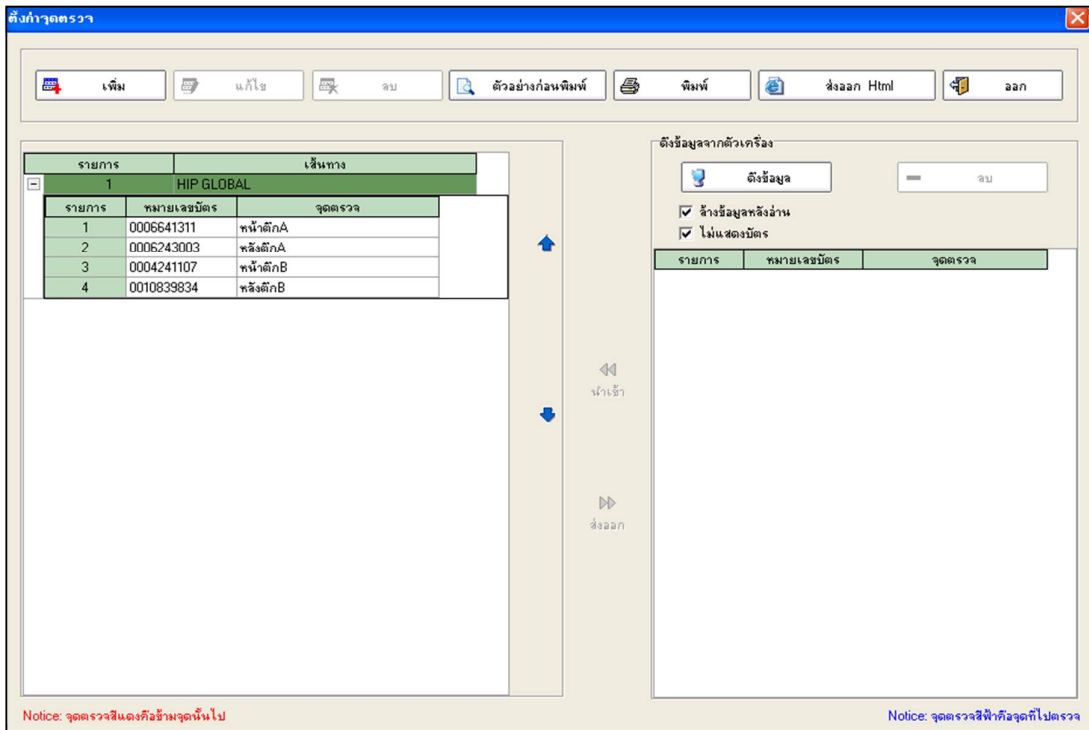 ตั้งค่าจุดตรวจ
เพิ่ม แก้ไข ลบ ตัวอย่างก่อนพิมพ์ พิมพ์ ส่งออก Html ออก
รายการ เส้นทาง
1 HIP GLOBAL
รายการ หมายเลขบัตร จุดตรวจ
1 0006641311 หน้าตึกA
2 0006243003 หลังตึกA
3 0004241107 หน้าตึกB
4 0010839834 หลังตึกB
นำเข้า
ส่งออก
ดึงข้อมูลจากตัวเครื่อง
ดึงข้อมูล ลบ
ล้างข้อมูลหลังอ่าน
ไม่แสดงบัตร
รายการ หมายเลขบัตร จุดตรวจ
Notice: จุดตรวจสีแดงคือข้ามจุดนั้นไป
Notice: จุดตรวจสีฟ้าคือจุดที่ไปตรวจ